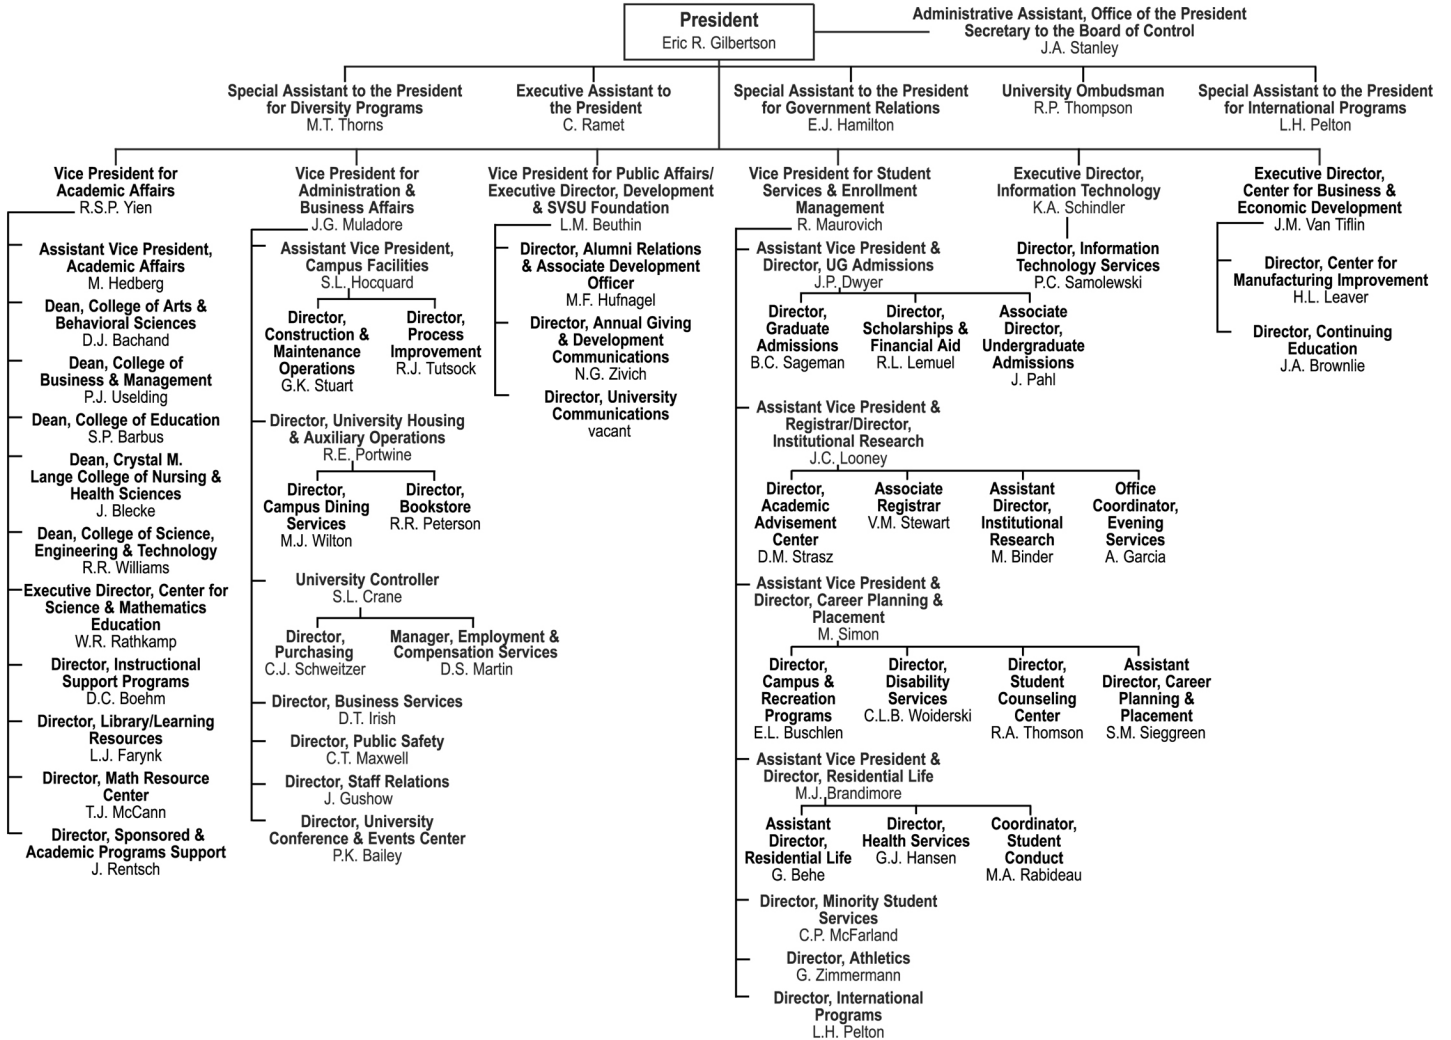 President
Eric R. Gilbertson
Administrative Assistant, Office of the President
Secretary to the Board of Control
J.A. Stanley
Special Assistant to the President
for Diversity Programs
M.T. Thorns
Executive Assistant to
the President
C. Ramet
Special Assistant to the President
for Government Relations
E.J. Hamilton
University Ombudsman
R.P. Thompson
Special Assistant to the President
for International Programs
L.H. Pelton
Vice President for
Academic Affairs
R.S.P. Yien
Assistant Vice President,
Academic Affairs
M. Hedberg
Dean, College of Arts &
Behavioral Sciences
D.J. Bachand
Dean, College of
Business & Management
P.J. Uselding
Dean, College of Education
S.P. Barbus
Dean, Crystal M.
Lange College of Nursing &
Health Sciences
J. Blecke
Dean, College of Science,
Engineering & Technology
R.R. Williams
Executive Director, Center for
Science & Mathematics
Education
W.R. Rathkamp
Director, Instructional
Support Programs
D.C. Boehm
Director, Library/Learning
Resources
L.J. Farynk
Director, Math Resource
Center
T.J. McCann
Director, Sponsored &
Academic Programs Support
J. Rentsch
Vice President for
Administration &
Business Affairs
J.G. Muladore
Assistant Vice President,
Campus Facilities
S.L. Hocquard
Director,
Construction &
Maintenance
Operations
G.K. Stuart
Director,
Process
Improvement
R.J. Tutsock
Director, University Housing
& Auxiliary Operations
R.E. Portwine
Director,
Campus Dining
Services
M.J. Wilton
Director,
Bookstore
R.R. Peterson
University Controller
S.L. Crane
Director,
Purchasing
C.J. Schweitzer
Manager, Employment &
Compensation Services
D.S. Martin
Director, Business Services
D.T. Irish
Director, Public Safety
C.T. Maxwell
Director, Staff Relations
J. Gushow
Director, University
Conference & Events Center
P.K. Bailey
Vice President for Public Affairs/
Executive Director, Development
& SVSU Foundation
L.M. Beuthin
Director, Alumni Relations
& Associate Development
Officer
M.F. Hufnagel
Director, Annual Giving
& Development
Communications
N.G. Zivich
Director, University
Communications
vacant
Vice President for Student
Services & Enrollment
Management
R. Maurovich
Assistant Vice President &
Director, UG Admissions
J.P. Dwyer
Director,
Graduate
Admissions
B.C. Sageman
Director,
Scholarships &
Financial Aid
R.L. Lemuel
Associate
Director,
Undergraduate
Admissions
J. Pahl
Assistant Vice President &
Registrar/Director,
Institutional Research
J.C. Looney
Director,
Academic
Advisement
Center
D.M. Strasz
Associate
Registrar
V.M. Stewart
Assistant
Director,
Institutional
Research
M. Binder
Office
Coordinator,
Evening
Services
A. Garcia
Assistant Vice President &
Director, Career Planning &
Placement
M. Simon
Director,
Campus &
Recreation
Programs
E.L. Buschlen
Director,
Disability
Services
C.L.B. Woiderski
Director,
Student
Counseling
Center
R.A. Thomson
Assistant
Director, Career
Planning &
Placement
S.M. Sieggreen
Assistant Vice President &
Director, Residential Life
M.J. Brandimore
Assistant
Director,
Residential Life
G. Behe
Director,
Health Services
G.J. Hansen
Coordinator,
Student
Conduct
M.A. Rabideau
Director, Minority Student
Services
C.P. McFarland
Director, Athletics
G. Zimmermann
Director, International
Programs
L.H. Pelton
Executive Director,
Information Technology
K.A. Schindler
Director, Information
Technology Services
P.C. Samolewski
Executive Director,
Center for Business &
Economic Development
J.M. Van Tiflin
Director, Center for
Manufacturing Improvement
H.L. Leaver
Director, Continuing
Education
J.A. Brownlie